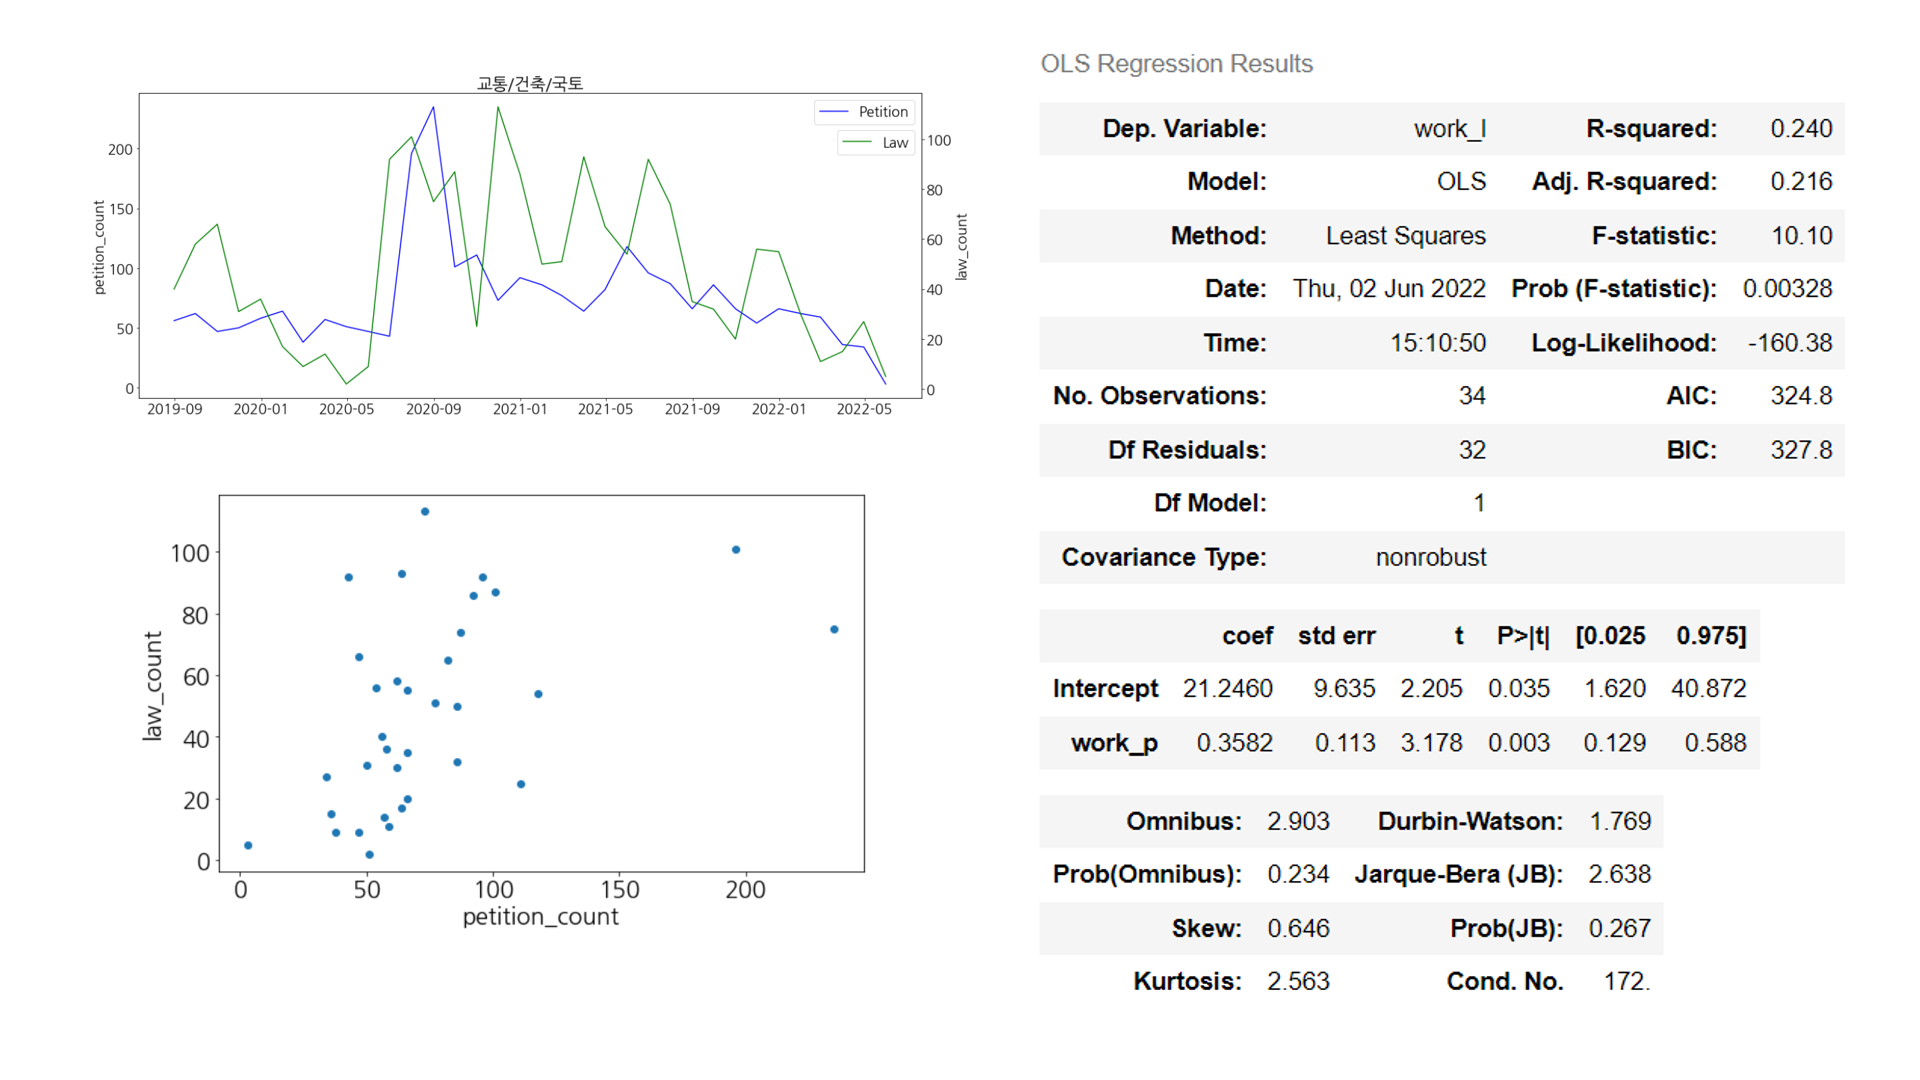 교통/건축/국토
Petition
Law
petition_count
200
150
100
50
0
law_count
100
80
60
40
20
0
2019-09 2020-01 2020-05 2020-09 2021-01 2021-05 2021-09 2022-01 2022-05
law_count
100
80
60
40
20
0
0 50 100 150 200
petition_count
OLS Regression Results
Dep. Variable: work_l R-squared: 0.240
Model: OLS Adj. R-squared: 0.216
Method: Least Squares F-statistic: 10.10
Date: Thu, 02 Jun 2022 Prob (F-statistic): 0.00328
Time: 15:10:50 Log-Likelihood: -160.38
No. Observations: 34 AIC: 324.8
Df Residuals: 32 BIC: 327.8
Df Model: 1
Covariance Type: nonrobust
coef std err t P>|t| [0.025 0.975]
Intercept 21.2460 9.635 2.205 0.035 1.620 40.872
work_p 0.3582 0.113 3.178 0.003 0.129 0.588
Omnibus: 2.903 Durbin-Watson: 1.769
Prob(Omnibus): 0.234 Jarque-Bera (JB): 2.638
Skew: 0.646 Prob(JB): 0.267
Kurtosis: 2.563 Cond. No. 172.